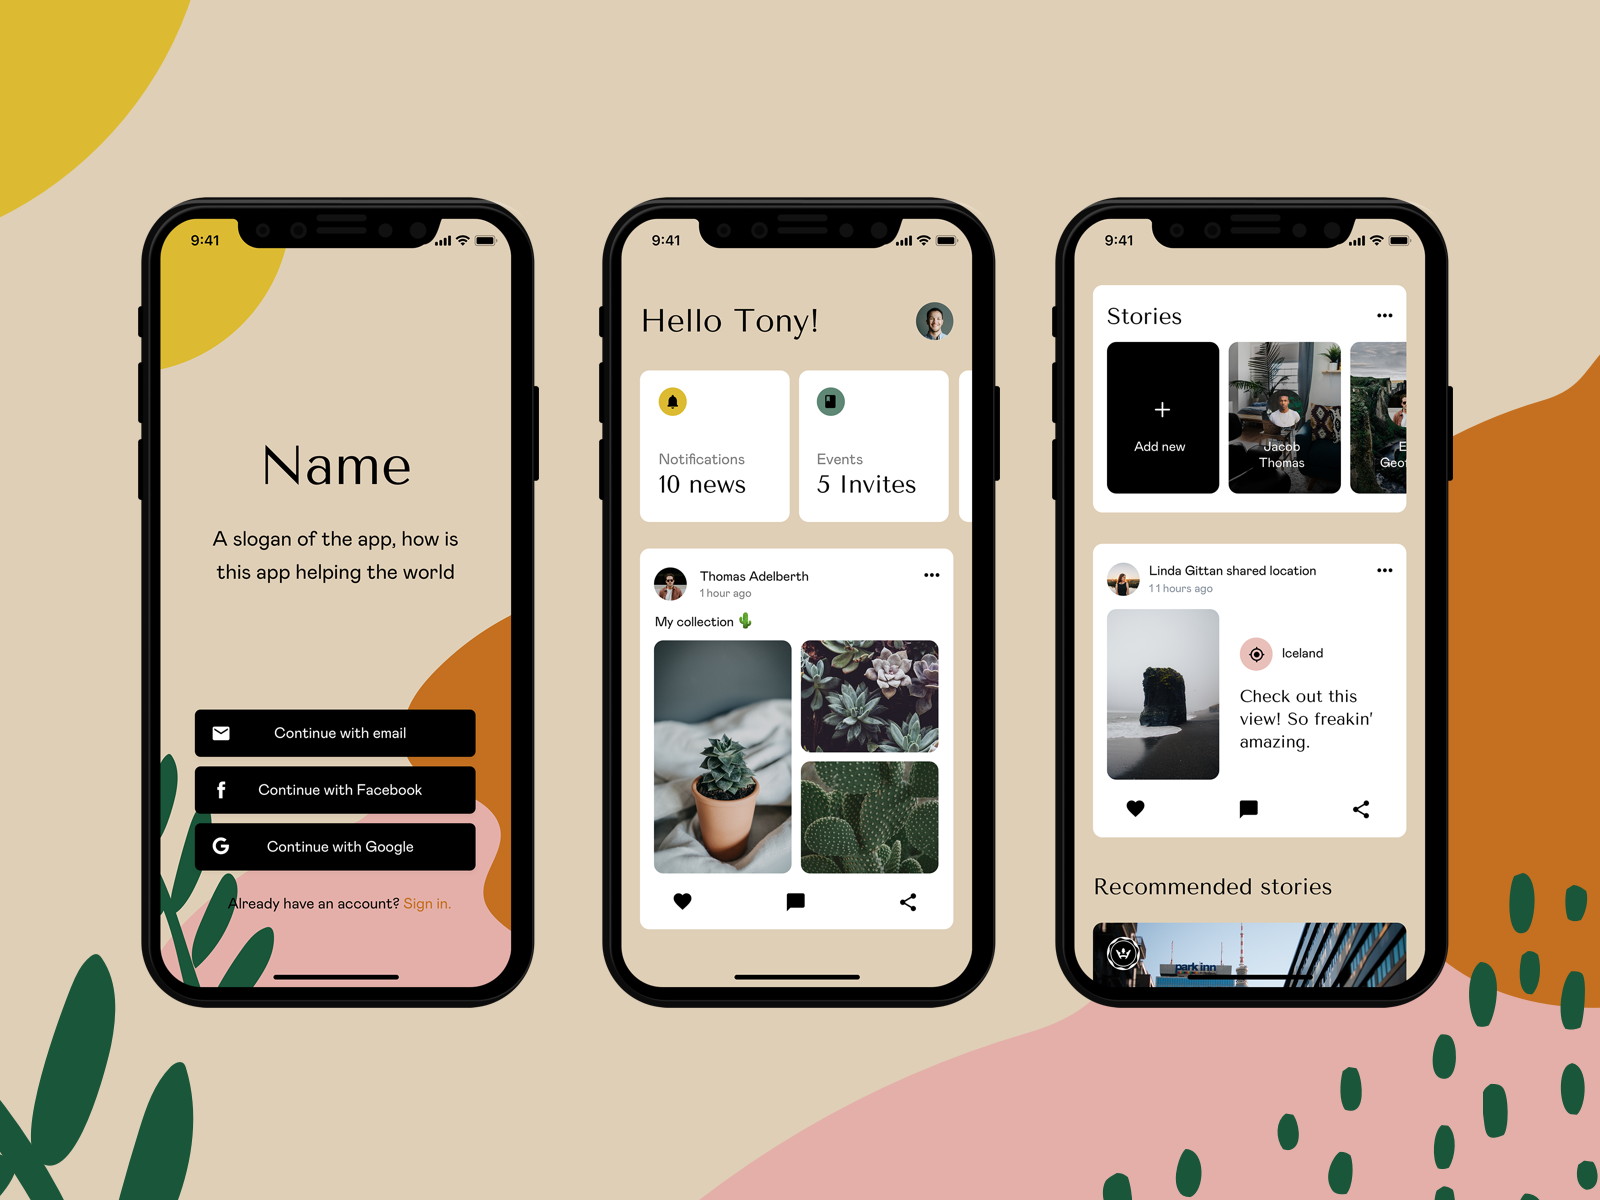 9:41
Name
A slogan of the app, how is
this app helping the world
Continue with email
f Continue with Facebook
G Continue with Google
Already have an account? Sign in.
9:41
Hello Tony!
Notifications
10 news
Events
5 Invites
Thomas Adelberth
1 hour ago
My collection 🌵
9:41
Stories
Add new
Jacob
Thomas
E
Geof
Linda Gittan shared location
11 hours ago
Iceland
Check out this
view! So freakin'
amazing.
Recommended stories
park inn